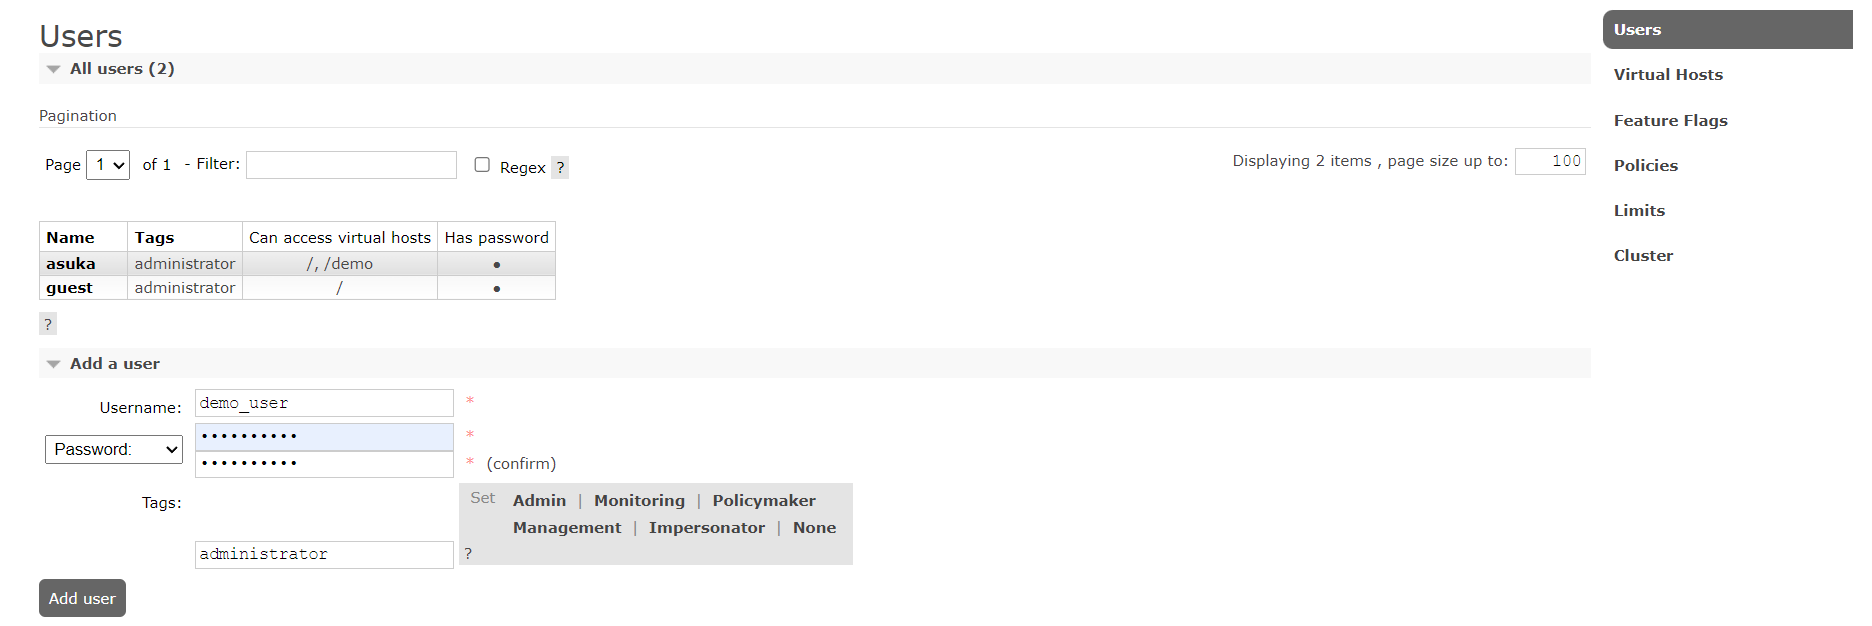 Users
All users (2)
Pagination
Page 1 of 1 - Filter: Regex ?
Displaying 2 items , page size up to: 100
Name Tags Can access virtual hosts Has password
asuka administrator /, /demo •
guest administrator / •
?
Add a user
Username: demo_user *
Password: •••••••••• *
•••••••••• * (confirm)
Tags: Set Admin | Monitoring | Policymaker
Management | Impersonator | None
administrator ?
Add user
Users
Virtual Hosts
Feature Flags
Policies
Limits
Cluster